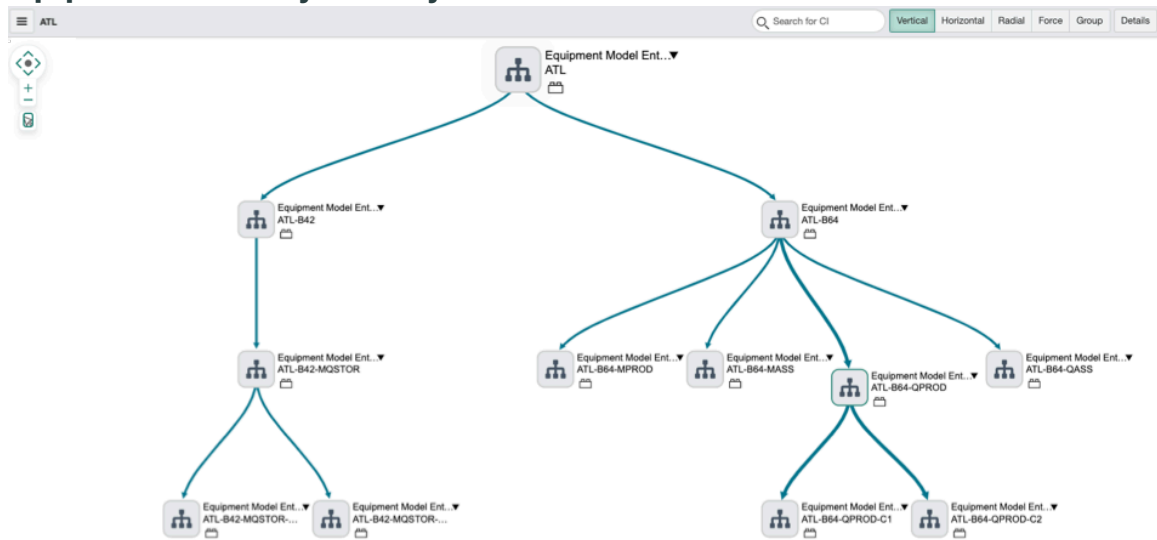 ATL
Search for CI
Vertical Horizontal Radial Force Group Details
Equipment Model Ent...▼
ATL
Equipment Model Ent...▼
ATL-B42
Equipment Model Ent...▼
ATL-B64
Equipment Model Ent...▼
ATL-B42-MQSTOR
Equipment Model Ent...▼
ATL-B64-MPROD
Equipment Model Ent...▼
ATL-B64-MASS
Equipment Model Ent...▼
ATL-B64-QPROD
Equipment Model Ent...▼
ATL-B64-QASS
Equipment Model Ent...▼
ATL-B42-MQSTOR-...
Equipment Model Ent...▼
ATL-B42-MQSTOR-...
Equipment Model Ent...▼
ATL-B64-QPROD-C1
Equipment Model Ent...▼
ATL-B64-QPROD-C2